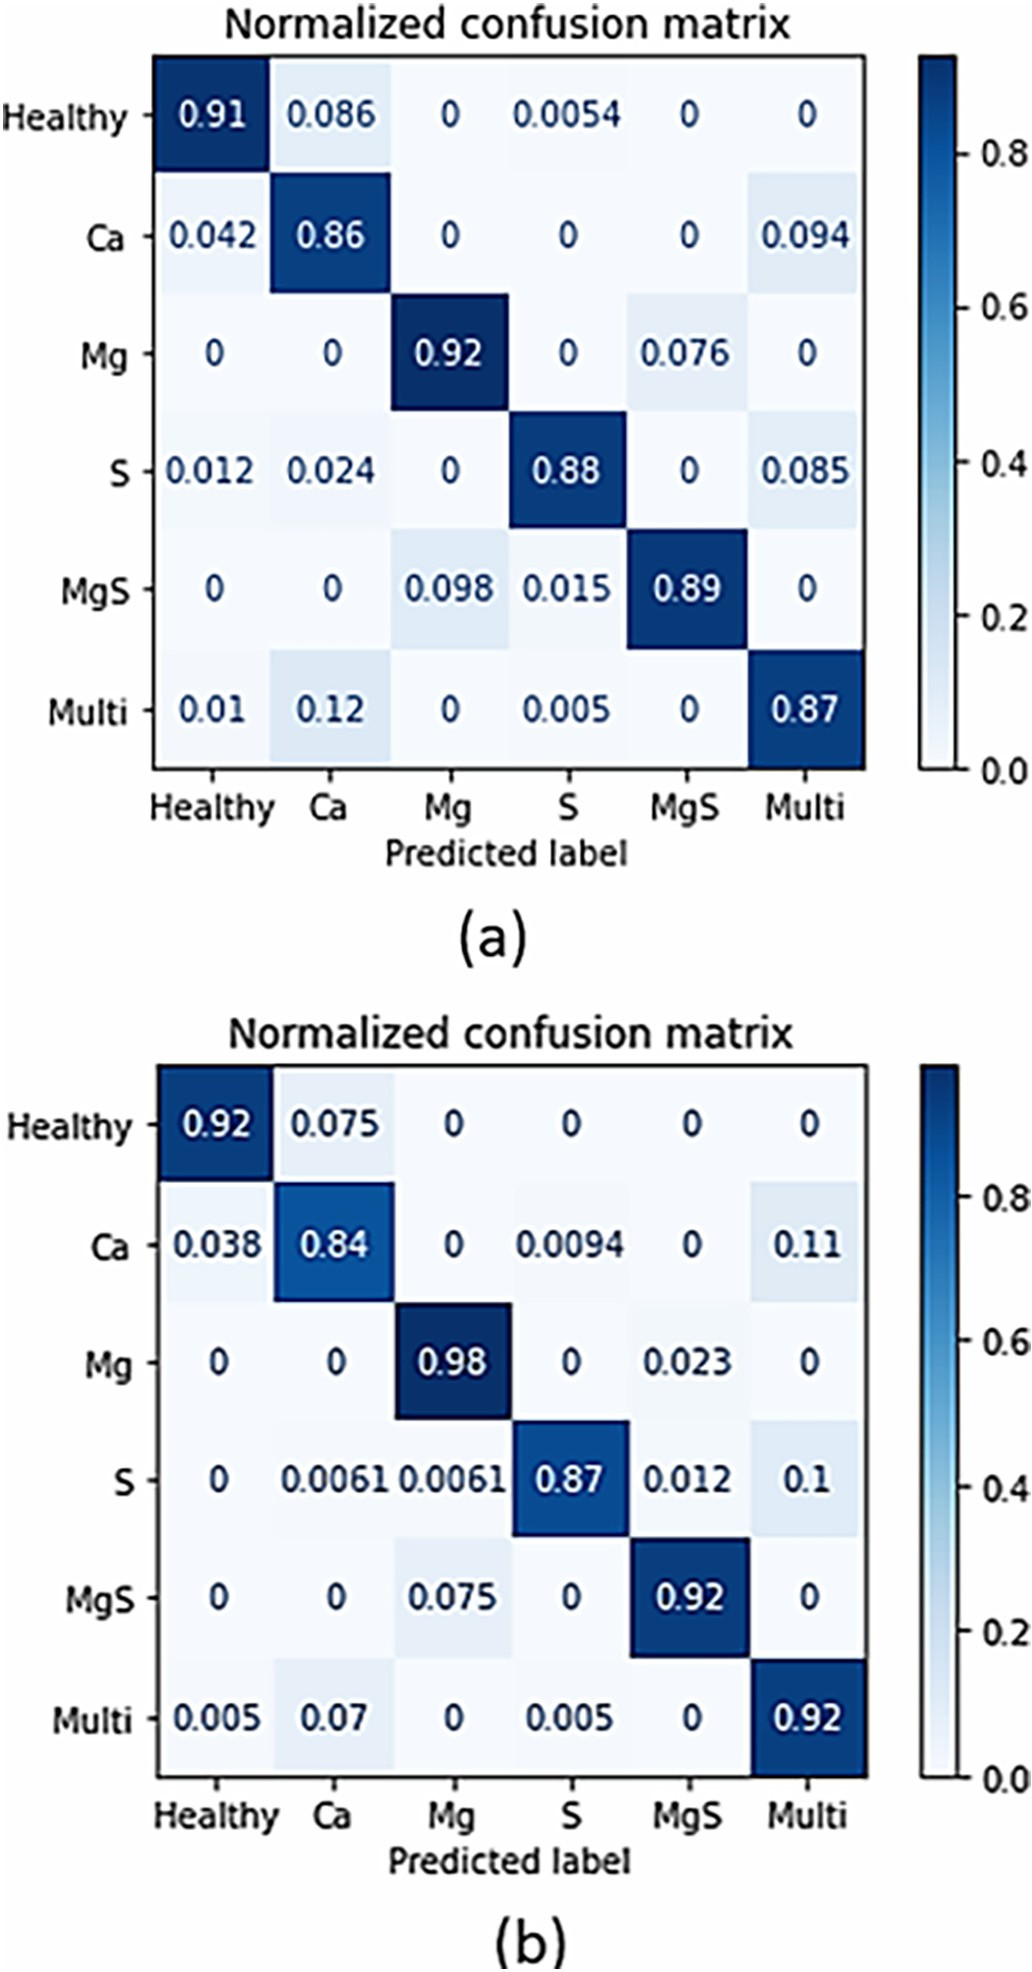 Normalized confusion matrix
Healthy 0.91 0.086 0 0.0054 0 0
0.8
Ca 0.042 0.86 0 0 0 0.094
0.6
Mg 0 0 0.92 0 0.076 0
S 0.012 0.024 0 0.88 0 0.085
0.4
MgS 0 0 0.098 0.015 0.89 0
0.2
Multi 0.01 0.12 0 0.005 0 0.87
0.0
Healthy Ca Mg S MgS Multi
Predicted label
(a)
Normalized confusion matrix
Healthy 0.92 0.075 0 0 0 0
0.8
Ca 0.038 0.84 0 0.0094 0 0.11
0.6
Mg 0 0 0.98 0 0.023 0
S 0 0.0061 0.0061 0.87 0.012 0.1
0.4
MgS 0 0 0.075 0 0.92 0
0.2
Multi 0.005 0.07 0 0.005 0 0.92
0.0
Healthy Ca Mg S MgS Multi
Predicted label
(b)